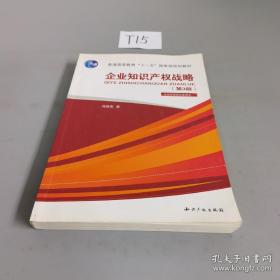 T15
普通高等教育“十一五”国家级规划教材
企业知识产权战略
QIYE ZHISHICHANQUAN ZHANLUE
(第3版)
冯晓青 著
知识产权出版社
孔夫子旧书网